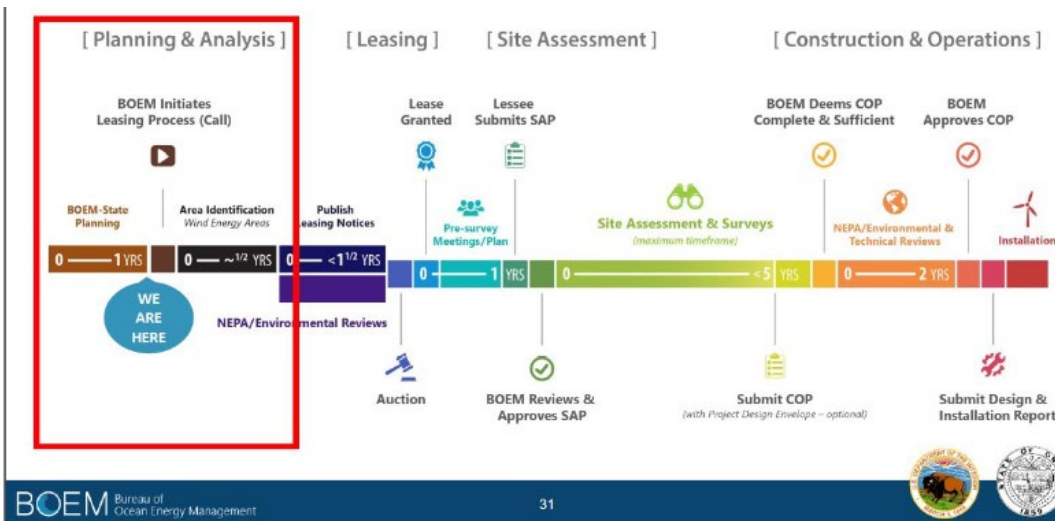 [ Planning & Analysis ]
[ Leasing ]
[ Site Assessment ]
[ Construction & Operations ]
BOEM Initiates
Leasing Process (Call)
Lease
Granted
Lessee
Submits SAP
BOEM Deems COP
Complete & Sufficient
BOEM
Approves COP
BOEM-State
Planning
Area Identification
Wind Energy Areas
Publish
Leasing Notices
Pre-survey
Meetings/Plan
Site Assessment & Surveys
(maximum timeframe)
NEPA/Environmental &
Technical Reviews
Installation
0 1 YRS
0 ~1/2 YRS
0 <1 1/2 YRS
0 1 YRS
0 <5 YRS
0 2 YRS
WE
ARE
HERE
NEPA/Environmental Reviews
Auction
BOEM Reviews &
Approves SAP
Submit COP
(with Project Design Envelope – optional)
Submit Design &
Installation Report
BOEM Bureau of
Ocean Energy Management
31